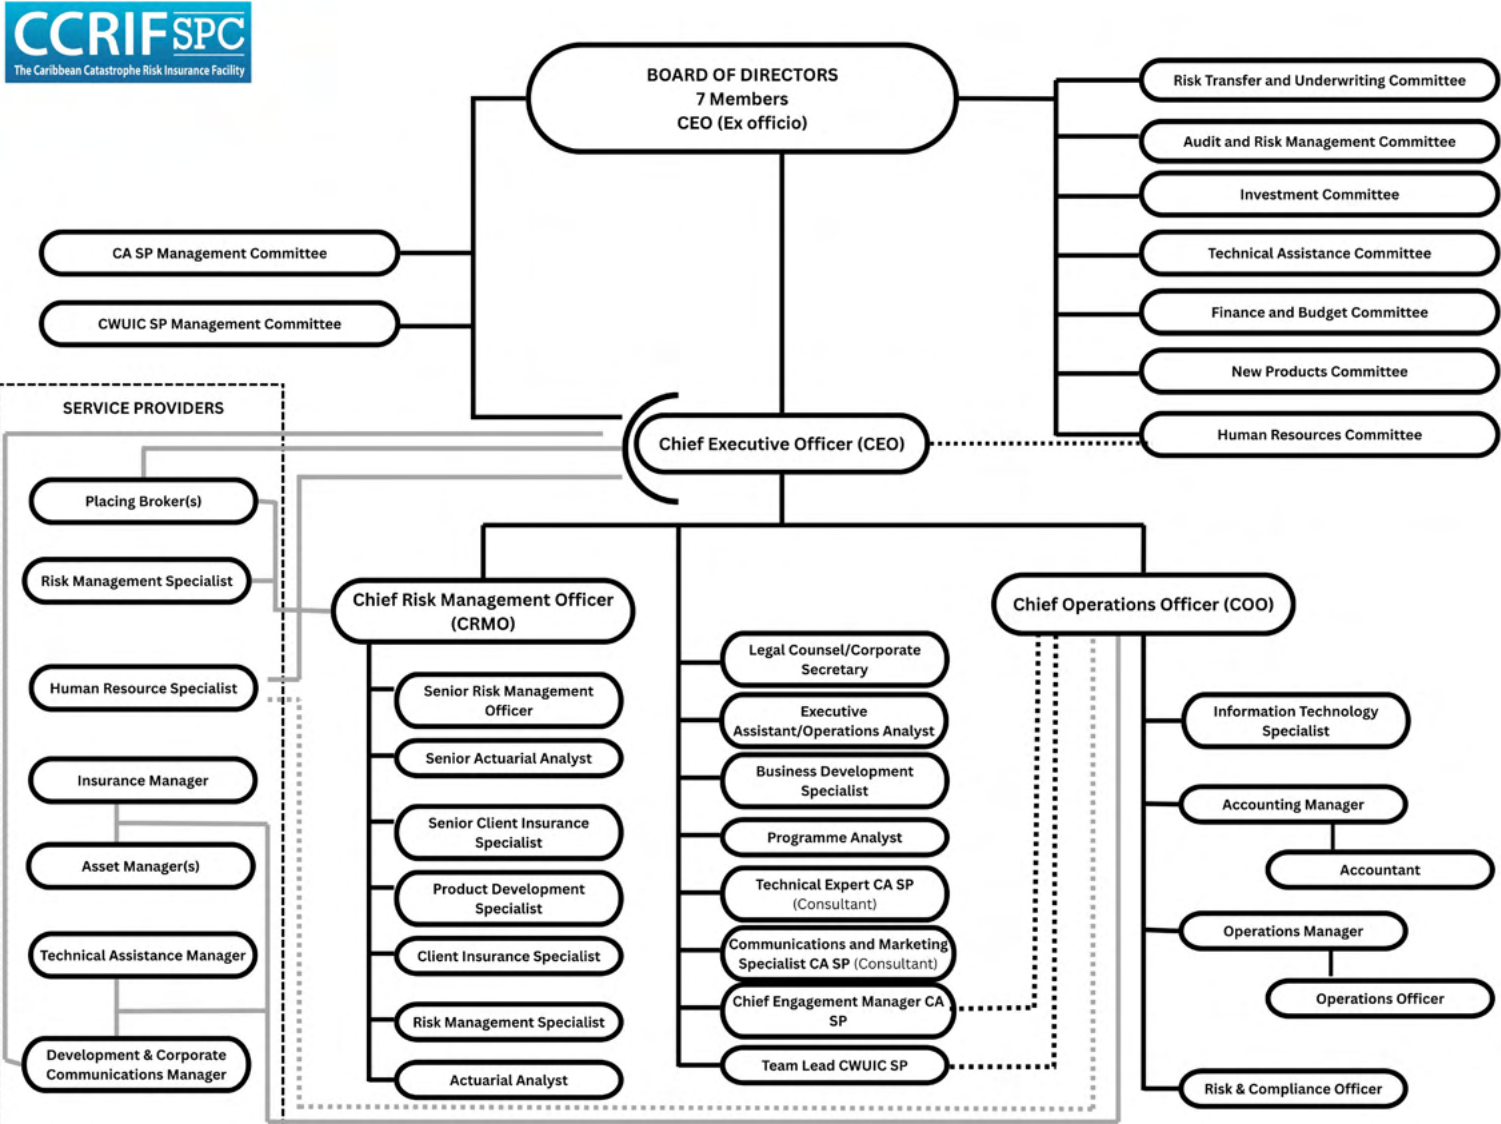 CCRIF SPC
The Caribbean Catastrophe Risk Insurance Facility
BOARD OF DIRECTORS
7 Members
CEO (Ex officio)
Risk Transfer and Underwriting Committee
Audit and Risk Management Committee
Investment Committee
Technical Assistance Committee
Finance and Budget Committee
New Products Committee
Human Resources Committee
CA SP Management Committee
CWUIC SP Management Committee
Chief Executive Officer (CEO)
SERVICE PROVIDERS
Placing Broker(s)
Risk Management Specialist
Human Resource Specialist
Insurance Manager
Asset Manager(s)
Technical Assistance Manager
Development & Corporate
Communications Manager
Chief Risk Management Officer
(CRMO)
Senior Risk Management
Officer
Senior Actuarial Analyst
Senior Client Insurance
Specialist
Product Development
Specialist
Client Insurance Specialist
Risk Management Specialist
Actuarial Analyst
Legal Counsel/Corporate
Secretary
Executive
Assistant/Operations Analyst
Business Development
Specialist
Programme Analyst
Technical Expert CA SP
(Consultant)
Communications and Marketing
Specialist CA SP (Consultant)
Chief Engagement Manager CA
SP
Team Lead CWUIC SP
Chief Operations Officer (COO)
Information Technology
Specialist
Accounting Manager
Accountant
Operations Manager
Operations Officer
Risk & Compliance Officer